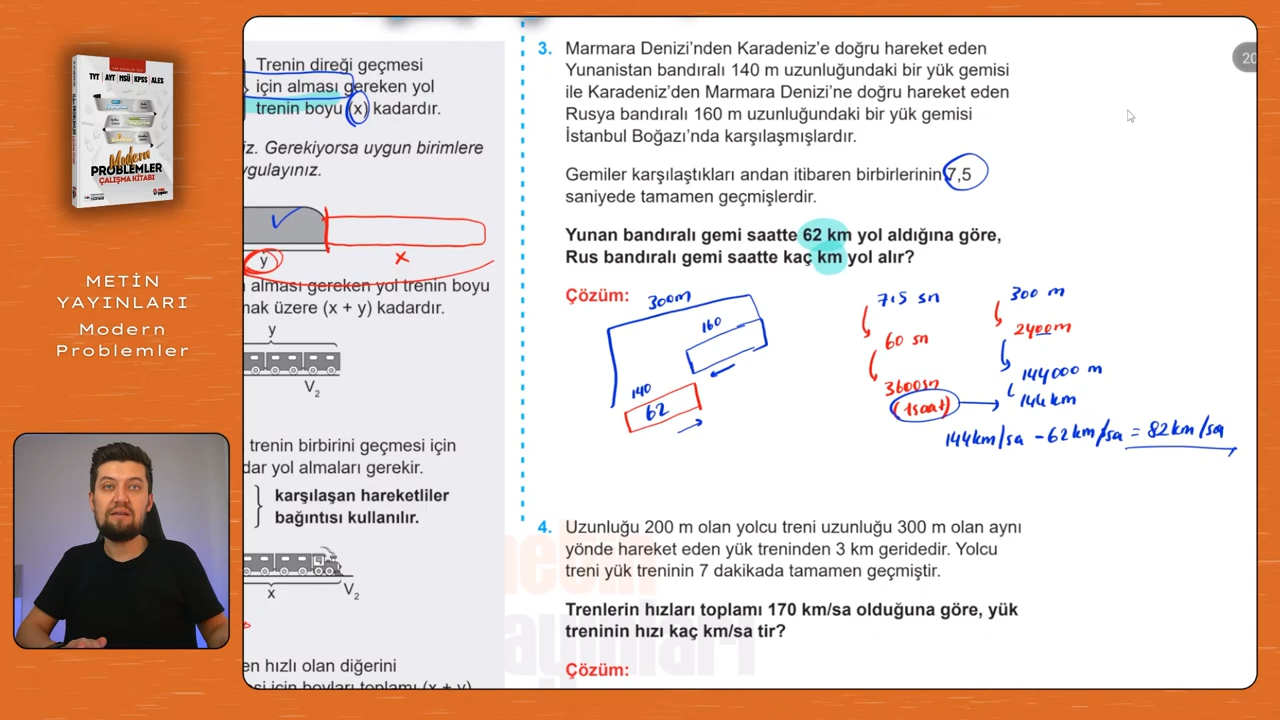 TYT | AYT | MSÜ | KPSS | ALES
Modern
PROBLEMLER
ÇALIŞMA KİTABI
METİN
YAYINLARI
Modern
Problemler
Trenin direği geçmesi
için alması gereken yol
trenin boyu (x) kadardır.
iz. Gerekiyorsa uygun birimlere
ygulayınız.
y
x
n alması gereken yol trenin boyu
mak üzere (x + y) kadardır.
y
V2
trenin birbirini geçmesi için
dar yol almaları gerekir.
karşılaşan hareketliler
bağıntısı kullanılır.
x
V2
en hızlı olan diğerini
si için boyları toplamı (x + y)
20
3. Marmara Denizi'nden Karadeniz'e doğru hareket eden
Yunanistan bandıralı 140 m uzunluğundaki bir yük gemisi
ile Karadeniz'den Marmara Denizi'ne doğru hareket eden
Rusya bandıralı 160 m uzunluğundaki bir yük gemisi
İstanbul Boğazı'nda karşılaşmışlardır.
Gemiler karşılaştıkları andan itibaren birbirlerinin 7,5
saniyede tamamen geçmişlerdir.
Yunan bandıralı gemi saatte 62 km yol aldığına göre,
Rus bandıralı gemi saatte kaç km yol alır?
Çözüm:
300m
160
140
62
7,5 sn
300 m
60 sn
2400m
3600sn
144000 m
(1saat)
144km
144km/sa - 62km/sa = 82km/sa
4. Uzunluğu 200 m olan yolcu treni uzunluğu 300 m olan aynı
yönde hareket eden yük treninden 3 km geridedir. Yolcu
treni yük treninin 7 dakikada tamamen geçmiştir.
Trenlerin hızları toplamı 170 km/sa olduğuna göre, yük
treninin hızı kaç km/sa tir?
Çözüm: